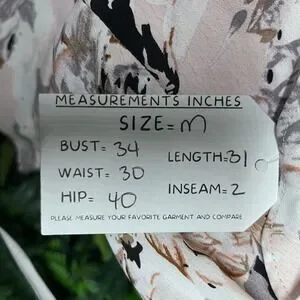 MEASUREMENTS INCHES
SIZE= M
BUST= 34
LENGTH=31
WAIST= 30
INSEAM= 2
HIP= 40
PLEASE MEASURE YOUR FAVORITE GARMENT AND COMPARE